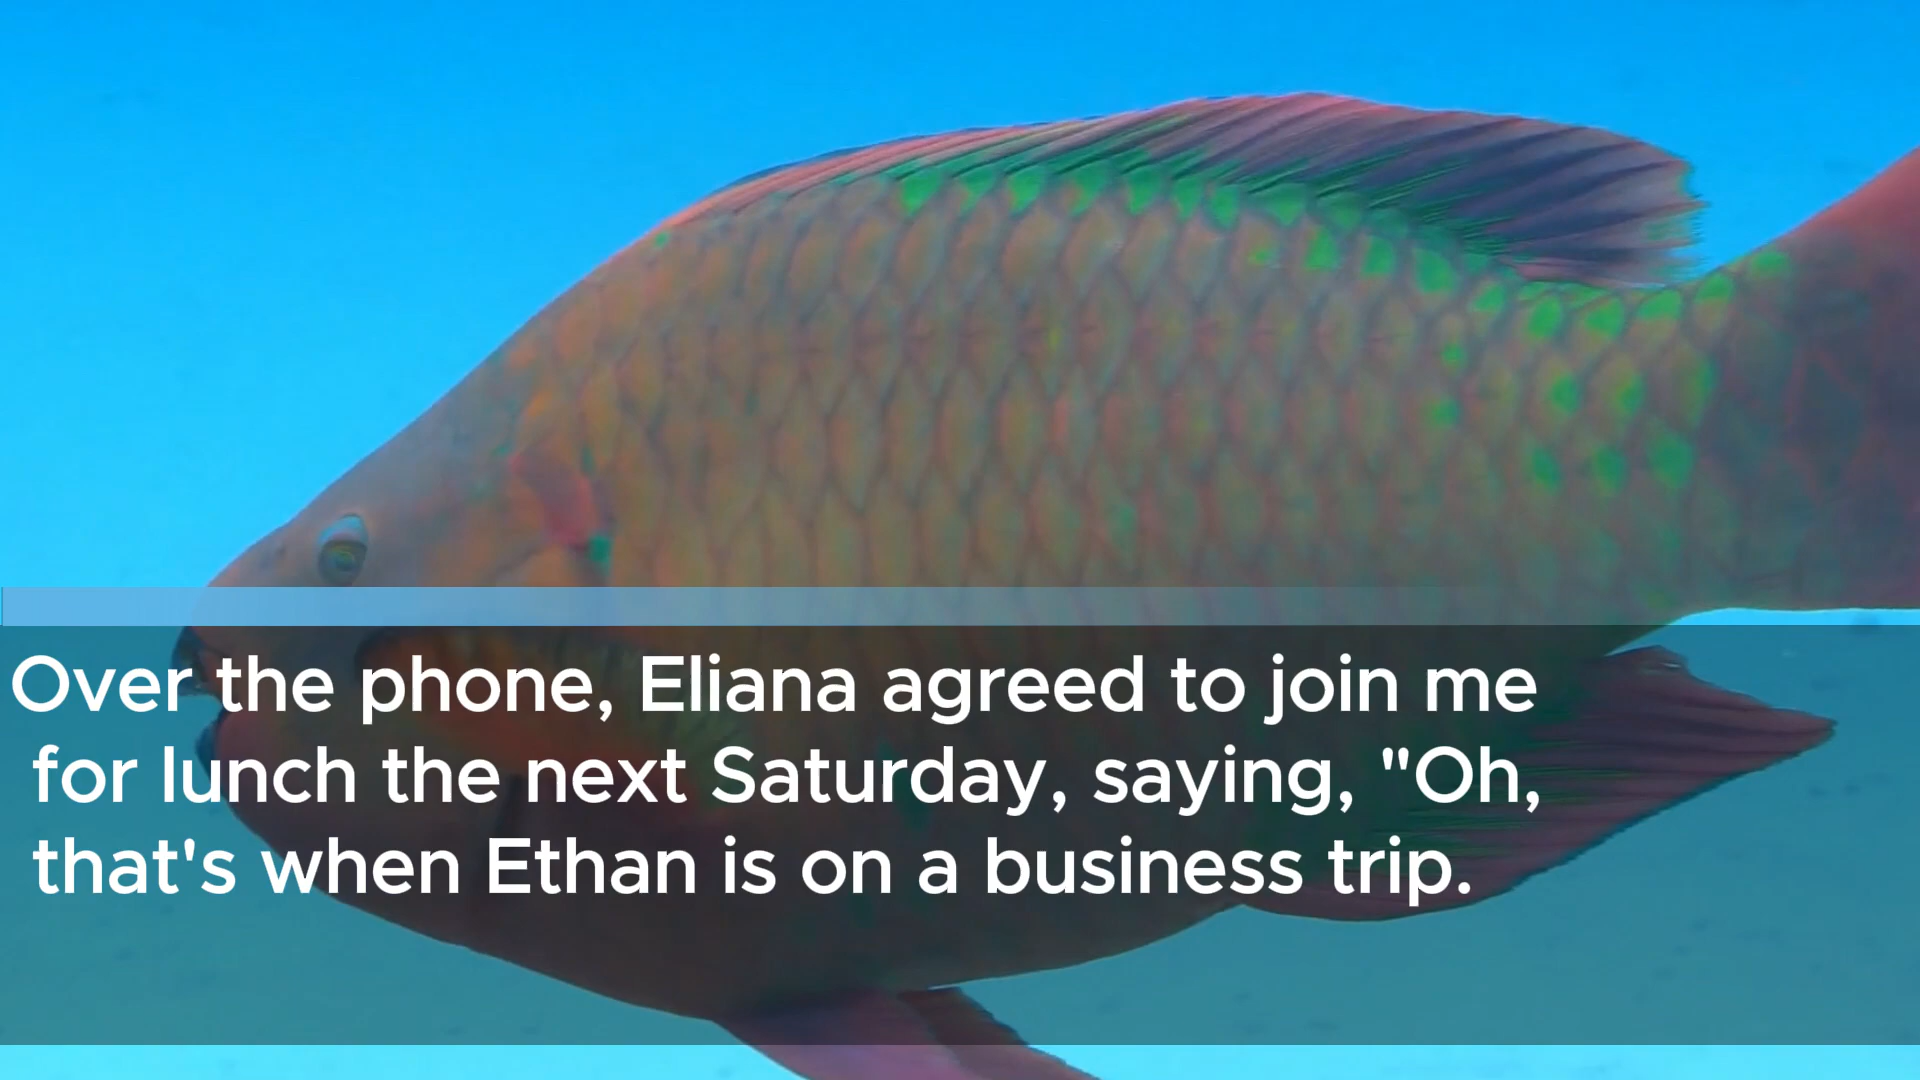 Over the phone, Eliana agreed to join me
for lunch the next Saturday, saying, "Oh,
that's when Ethan is on a business trip.